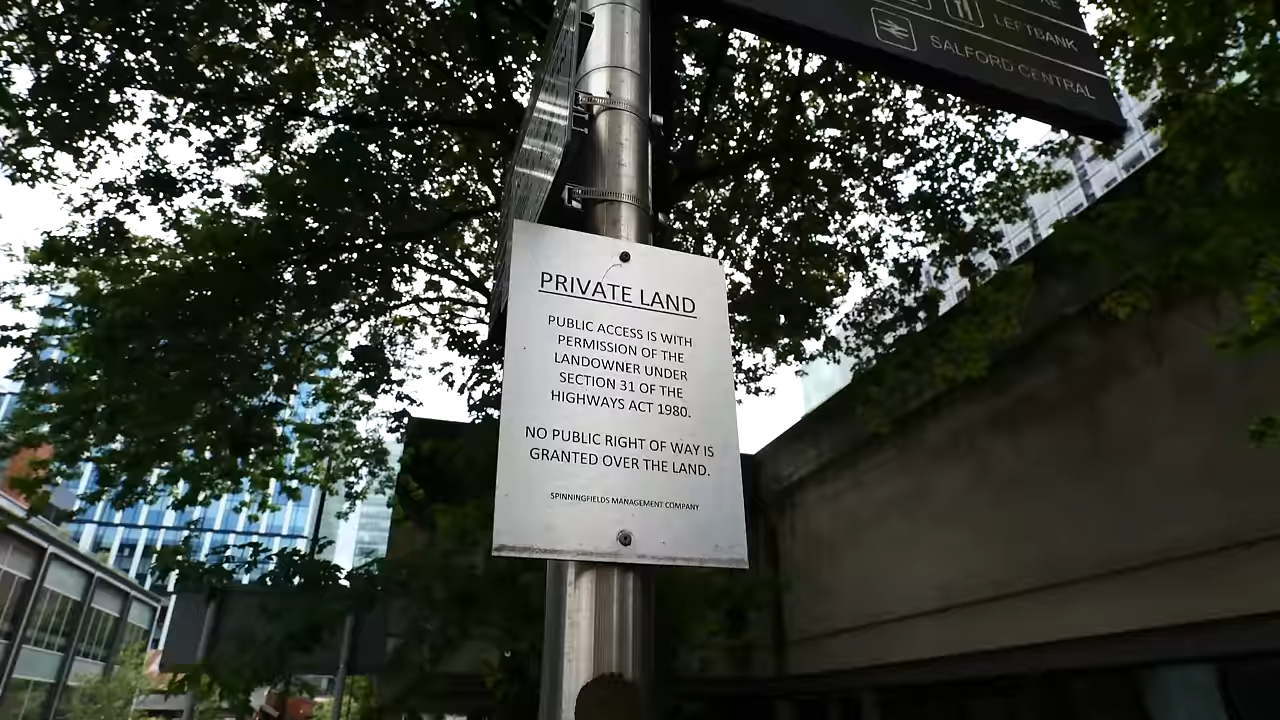 LEFTBANK
SALFORD CENTRAL
PRIVATE LAND
PUBLIC ACCESS IS WITH
PERMISSION OF THE
LANDOWNER UNDER
SECTION 31 OF THE
HIGHWAYS ACT 1980.
NO PUBLIC RIGHT OF WAY IS
GRANTED OVER THE LAND.
SPINNINGFIELDS MANAGEMENT COMPANY